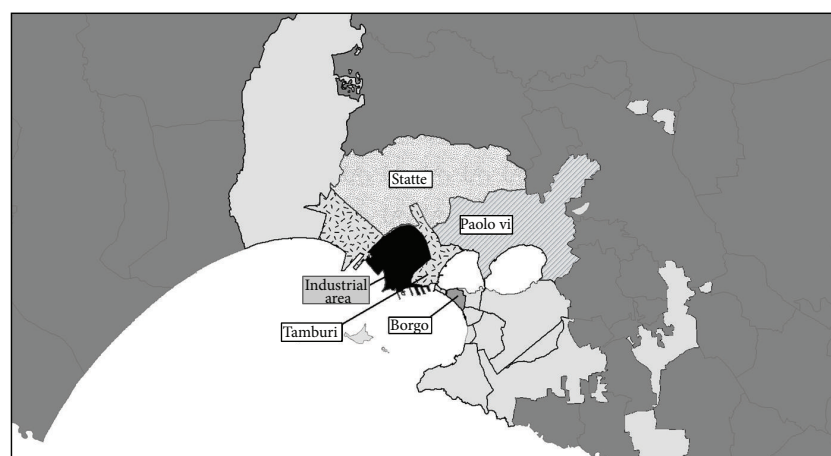 Statte
Paolo vi
Industrial
area
Tamburi
Borgo